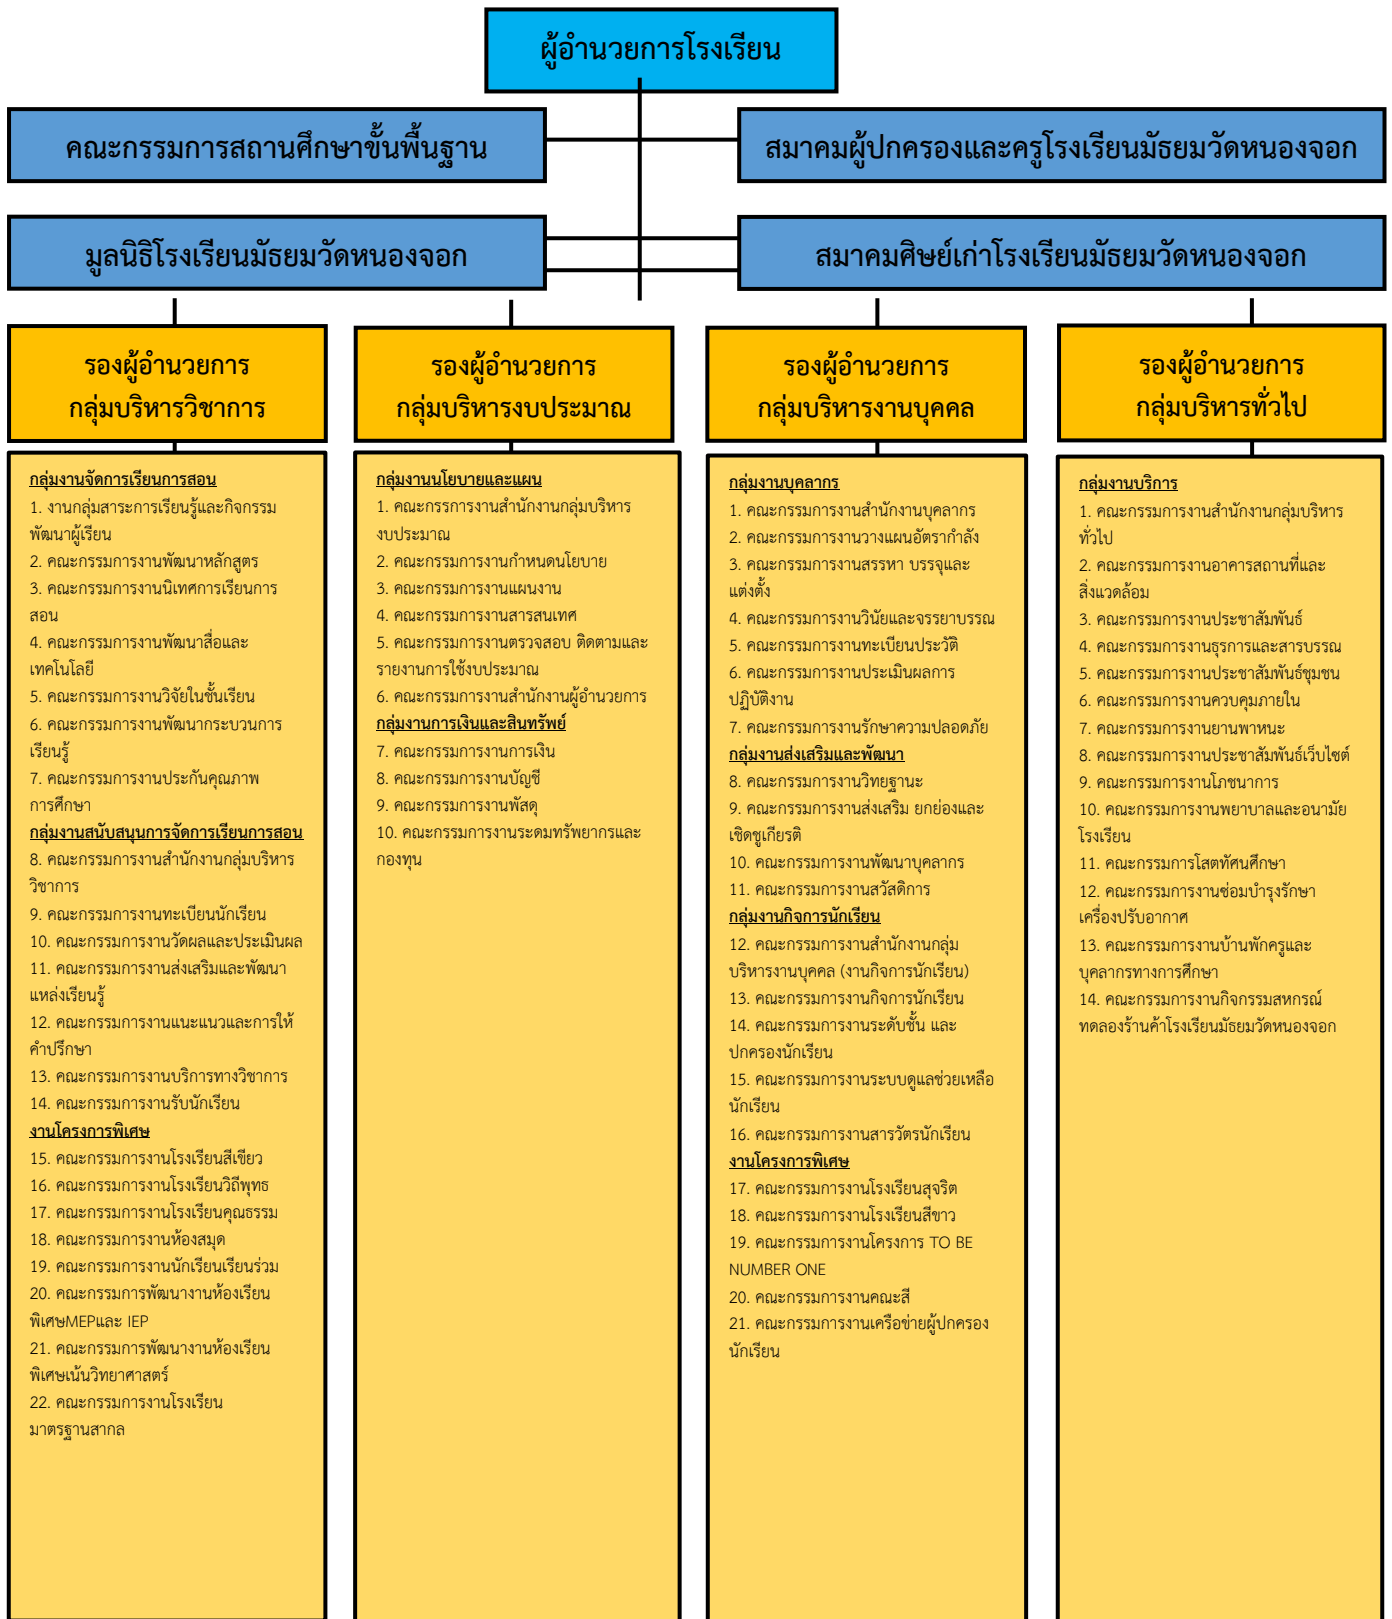 ผู้อำนวยการโรงเรียน
คณะกรรมการสถานศึกษาขั้นพื้นฐาน
สมาคมผู้ปกครองและครูโรงเรียนมัธยมวัดหนองจอก
มูลนิธิโรงเรียนมัธยมวัดหนองจอก
สมาคมศิษย์เก่าโรงเรียนมัธยมวัดหนองจอก
รองผู้อำนวยการ
กลุ่มบริหารวิชาการ
กลุ่มงานจัดการเรียนการสอน
1. งานกลุ่มสาระการเรียนรู้และกิจกรรม
พัฒนาผู้เรียน
2. คณะกรรมการงานพัฒนาหลักสูตร
3. คณะกรรมการงานนิเทศการเรียนการ
สอน
4. คณะกรรมการงานพัฒนาสื่อและ
เทคโนโลยี
5. คณะกรรมการงานวิจัยในชั้นเรียน
6. คณะกรรมการงานพัฒนากระบวนการ
เรียนรู้
7. คณะกรรมการงานประกันคุณภาพ
การศึกษา
กลุ่มงานสนับสนุนการจัดการเรียนการสอน
8. คณะกรรมการงานสำนักงานกลุ่มบริหาร
วิชาการ
9. คณะกรรมการงานทะเบียนนักเรียน
10. คณะกรรมการงานวัดผลและประเมินผล
11. คณะกรรมการงานส่งเสริมและพัฒนา
แหล่งเรียนรู้
12. คณะกรรมการงานแนะแนวและการให้
คำปรึกษา
13. คณะกรรมการงานบริการทางวิชาการ
14. คณะกรรมการงานรับนักเรียน
งานโครงการพิเศษ
15. คณะกรรมการงานโรงเรียนสีเขียว
16. คณะกรรมการงานโรงเรียนวิถีพุทธ
17. คณะกรรมการงานโรงเรียนคุณธรรม
18. คณะกรรมการงานห้องสมุด
19. คณะกรรมการงานนักเรียนเรียนร่วม
20. คณะกรรมการพัฒนางานห้องเรียน
พิเศษMEPและ IEP
21. คณะกรรมการพัฒนางานห้องเรียน
พิเศษเน้นวิทยาศาสตร์
22. คณะกรรมการงานโรงเรียน
มาตรฐานสากล
รองผู้อำนวยการ
กลุ่มบริหารงบประมาณ
กลุ่มงานนโยบายและแผน
1. คณะกรรการงานสำนักงานกลุ่มบริหาร
งบประมาณ
2. คณะกรรมการงานกำหนดนโยบาย
3. คณะกรรมการงานแผนงาน
4. คณะกรรมการงานสารสนเทศ
5. คณะกรรมการงานตรวจสอบ ติดตามและ
รายงานการใช้งบประมาณ
6. คณะกรรมการงานสำนักงานผู้อำนวยการ
กลุ่มงานการเงินและสินทรัพย์
7. คณะกรรมการงานการเงิน
8. คณะกรรมการงานบัญชี
9. คณะกรรมการงานพัสดุ
10. คณะกรรมการงานระดมทรัพยากรและ
กองทุน
รองผู้อำนวยการ
กลุ่มบริหารงานบุคคล
กลุ่มงานบุคลากร
1. คณะกรรมการงานสำนักงานบุคลากร
2. คณะกรรมการงานวางแผนอัตรากำลัง
3. คณะกรรมการงานสรรหา บรรจุและ
แต่งตั้ง
4. คณะกรรมการงานวินัยและจรรยาบรรณ
5. คณะกรรมการงานทะเบียนประวัติ
6. คณะกรรมการงานประเมินผลการ
ปฏิบัติงาน
7. คณะกรรมการงานรักษาความปลอดภัย
กลุ่มงานส่งเสริมและพัฒนา
8. คณะกรรมการงานวิทยฐานะ
9. คณะกรรมการงานส่งเสริม ยกย่องและ
เชิดชูเกียรติ
10. คณะกรรมการงานพัฒนาบุคลากร
11. คณะกรรมการงานสวัสดิการ
กลุ่มงานกิจการนักเรียน
12. คณะกรรมการงานสำนักงานกลุ่ม
บริหารงานบุคคล (งานกิจการนักเรียน)
13. คณะกรรมการงานกิจการนักเรียน
14. คณะกรรมการงานระดับชั้น และ
ปกครองนักเรียน
15. คณะกรรมการงานระบบดูแลช่วยเหลือ
นักเรียน
16. คณะกรรมการงานสารวัตรนักเรียน
งานโครงการพิเศษ
17. คณะกรรมการงานโรงเรียนสุจริต
18. คณะกรรมการงานโรงเรียนสีขาว
19. คณะกรรมการงานโครงการ TO BE
NUMBER ONE
20. คณะกรรมการงานคณะสี
21. คณะกรรมการงานเครือข่ายผู้ปกครอง
นักเรียน
รองผู้อำนวยการ
กลุ่มบริหารทั่วไป
กลุ่มงานบริการ
1. คณะกรรมการงานสำนักงานกลุ่มบริหาร
ทั่วไป
2. คณะกรรมการงานอาคารสถานที่และ
สิ่งแวดล้อม
3. คณะกรรมการงานประชาสัมพันธ์
4. คณะกรรมการงานธุรการและสารบรรณ
5. คณะกรรมการงานประชาสัมพันธ์ชุมชน
6. คณะกรรมการงานควบคุมภายใน
7. คณะกรรมการงานยานพาหนะ
8. คณะกรรมการงานประชาสัมพันธ์เว็บไซต์
9. คณะกรรมการงานโภชนาการ
10. คณะกรรมการงานพยาบาลและอนามัย
โรงเรียน
11. คณะกรรมการโสตทัศนศึกษา
12. คณะกรรมการงานซ่อมบำรุงรักษา
เครื่องปรับอากาศ
13. คณะกรรมการงานบ้านพักครูและ
บุคลากรทางการศึกษา
14. คณะกรรมการงานกิจกรรมสหกรณ์
ทดลองร้านค้าโรงเรียนมัธยมวัดหนองจอก